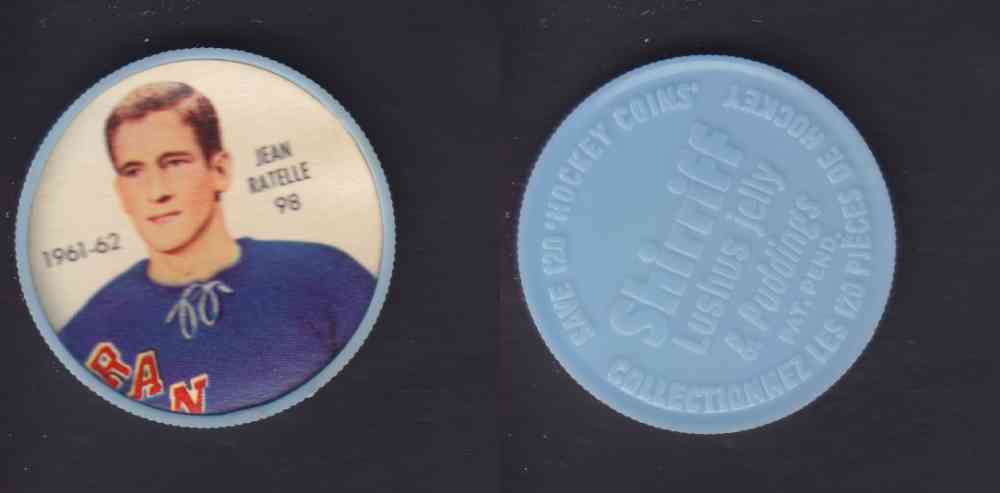 JEAN
RATELLE
98
1961-62
RAN
SAVE 120 "HOCKEY COINS"
Shirriff
Lushus jelly
& Puddings
PAT. PEND.
COLLECTIONNEZ LES 120 PIÈCES DE HOCKEY